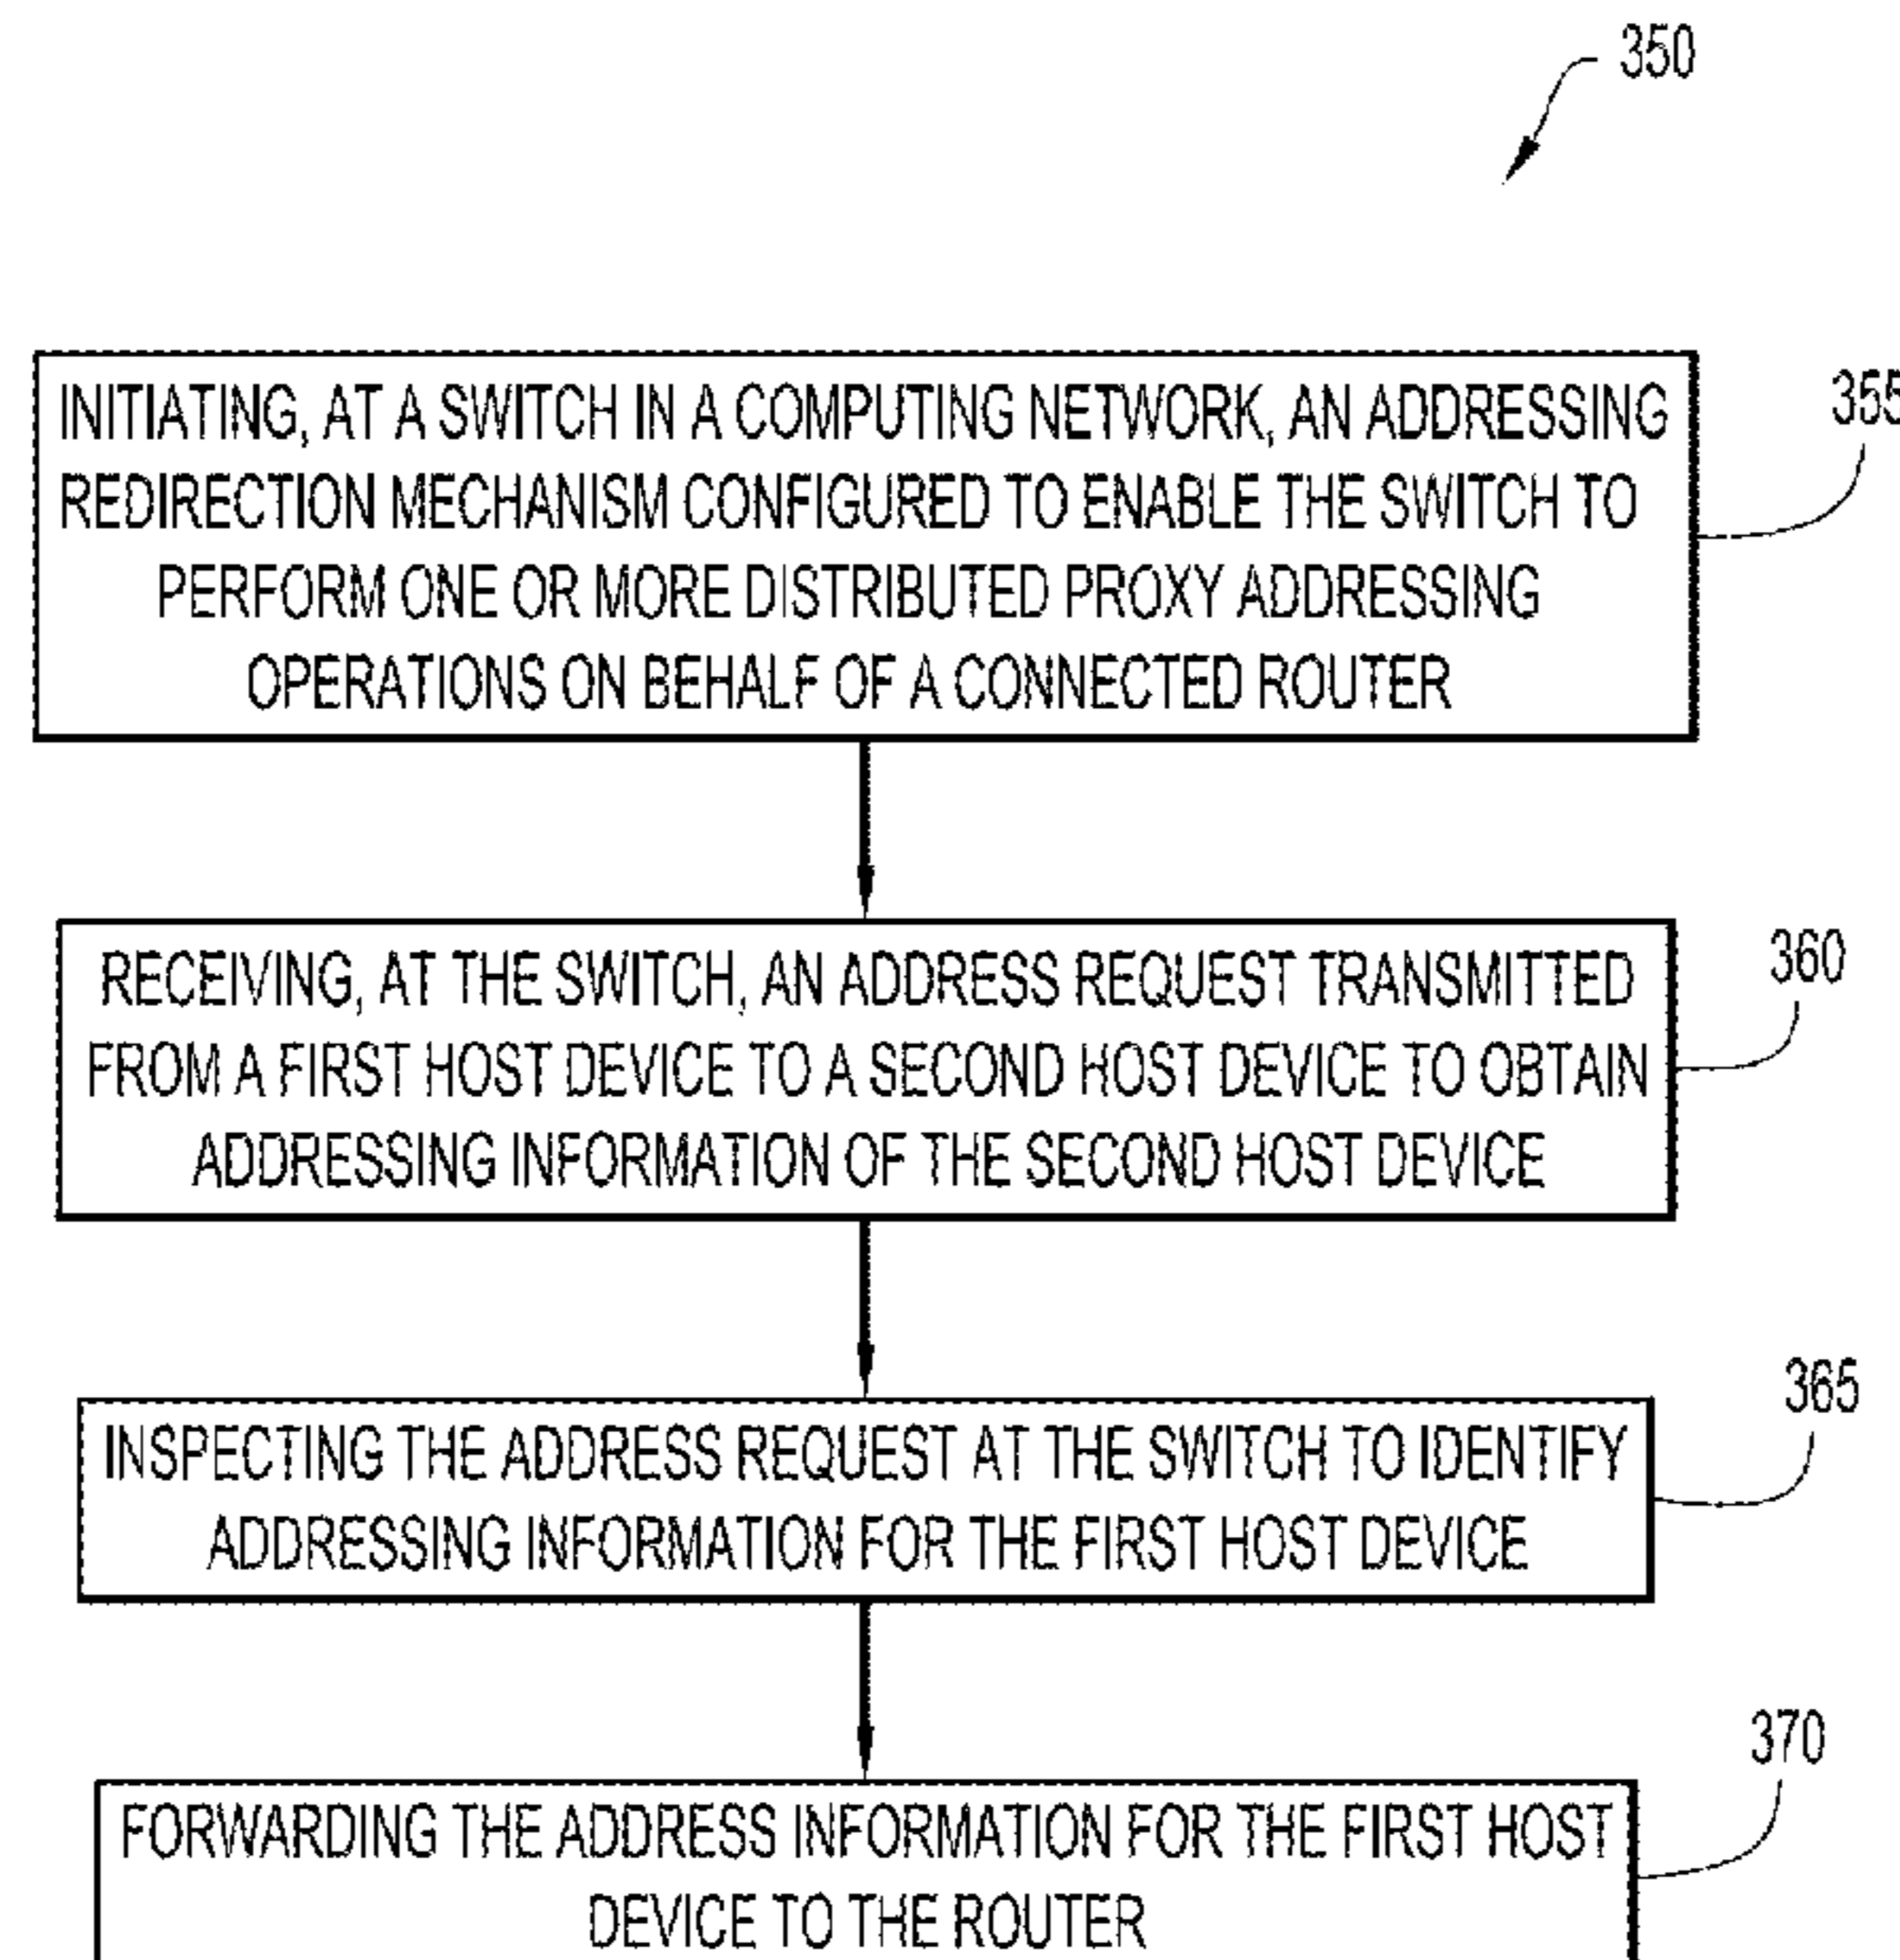 350
INITIATING, AT A SWITCH IN A COMPUTING NETWORK, AN ADDRESSING
REDIRECTION MECHANISM CONFIGURED TO ENABLE THE SWITCH TO
PERFORM ONE OR MORE DISTRIBUTED PROXY ADDRESSING
OPERATIONS ON BEHALF OF A CONNECTED ROUTER
355
RECEIVING, AT THE SWITCH, AN ADDRESS REQUEST TRANSMITTED
FROM A FIRST HOST DEVICE TO A SECOND HOST DEVICE TO OBTAIN
ADDRESSING INFORMATION OF THE SECOND HOST DEVICE
360
INSPECTING THE ADDRESS REQUEST AT THE SWITCH TO IDENTIFY
ADDRESSING INFORMATION FOR THE FIRST HOST DEVICE
365
FORWARDING THE ADDRESS INFORMATION FOR THE FIRST HOST
DEVICE TO THE ROUTER
370